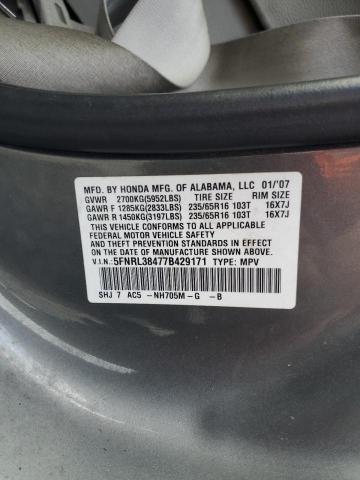 MFD. BY HONDA MFG. OF ALABAMA, LLC 01/'07
GVWR 2700KG(5952LBS) TIRE SIZE RIM SIZE
GAWR F 1285KG(2833LBS) 235/65R16 103T 16X7J
GAWR R 1450KG(3197LBS) 235/65R16 103T 16X7J
THIS VEHICLE CONFORMS TO ALL APPLICABLE
FEDERAL MOTOR VEHICLE SAFETY
AND THEFT PREVENTION STANDARDS IN
EFFECT ON THE DATE OF MANUFACTURE
SHOWN ABOVE.
V.I.N.: 5FNRL38477B429171 TYPE: MPV
SHJ 7 AC5 -NH705M-G -B